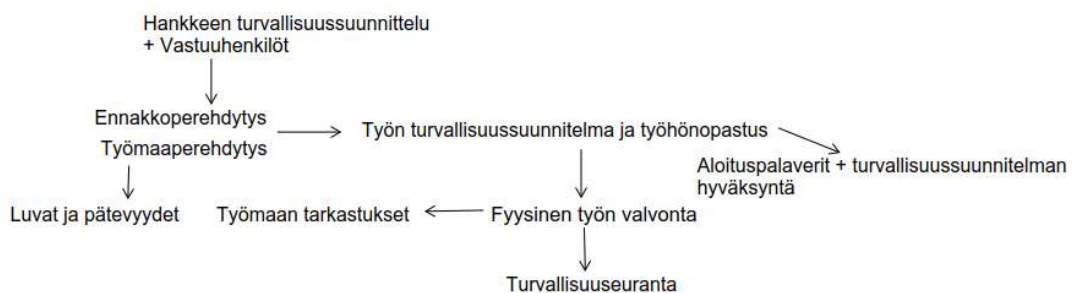 Hankkeen turvallisuussuunnittelu
+ Vastuuhenkilöt
Ennakkoperehdytys
Työmaaperehdytys
Työn turvallisuussuunnitelma ja työhönopastus
Aloituspalaverit + turvallisuussuunnitelman
hyväksyntä
Luvat ja pätevyydet
Työmaan tarkastukset
Fyysinen työn valvonta
Turvallisuuseuranta